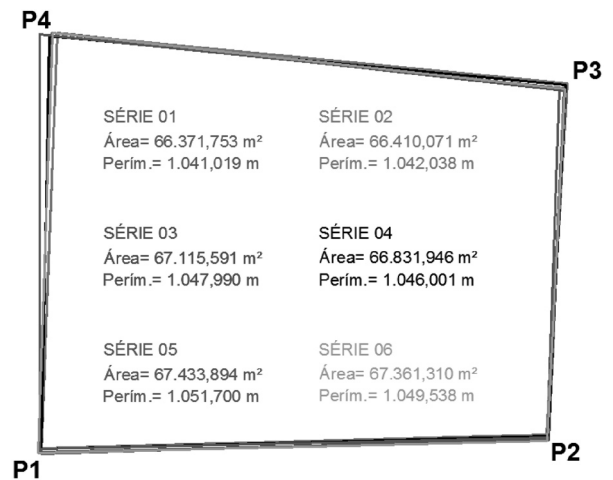 P4
P3
SÉRIE 01
Área= 66.371,753 m²
Perím.= 1.041,019 m
SÉRIE 02
Área= 66.410,071 m²
Perím.= 1.042,038 m
SÉRIE 03
Área= 67.115,591 m²
Perím.= 1.047,990 m
SÉRIE 04
Área= 66.831,946 m²
Perím.= 1.046,001 m
SÉRIE 05
Área= 67.433,894 m²
Perím.= 1.051,700 m
SÉRIE 06
Área= 67.361,310 m²
Perím.= 1.049,538 m
P1
P2